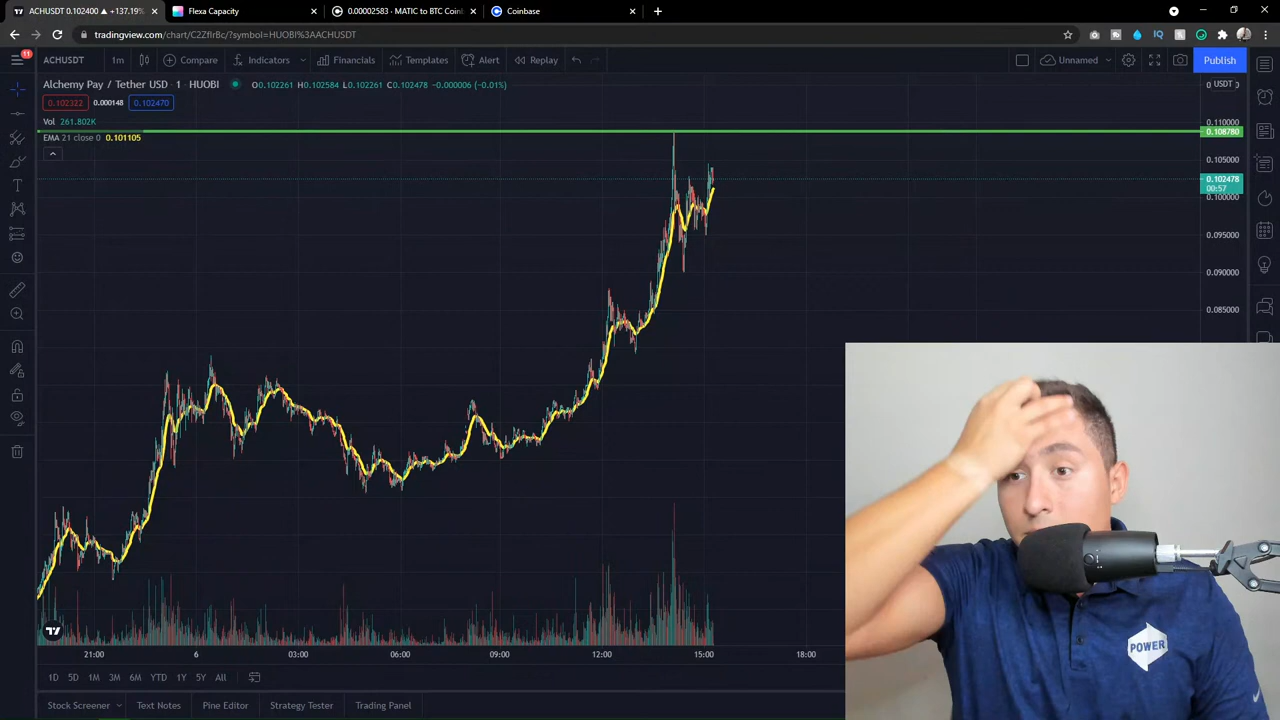 ACHUSDT 0.102400 ▲ +137.19%
Flexa Capacity
0.00002583 - MATIC to BTC Coinb
Coinbase
tradingview.com/chart/C2ZfIrBc/?symbol=HUOBI%3AACHUSDT
11
ACHUSDT
1m
Compare
Indicators
Financials
Templates
Alert
Replay
Unnamed
Publish
Alchemy Pay / Tether USD · 1 · HUOBI
O0.102261 H0.102584 L0.102261 C0.102478 −0.000006 (−0.01%)
USDT
0.102322 0.000148 0.102470
Vol 261.802K
EMA 21 close 0 0.101105
0.110000
0.108780
0.105000
0.102478
00:57
0.100000
0.095000
0.090000
0.085000
POWER
21:00 6 03:00 06:00 09:00 12:00 15:00 18:00
1D 5D 1M 3M 6M YTD 1Y 5Y All
Stock Screener Text Notes Pine Editor Strategy Tester Trading Panel